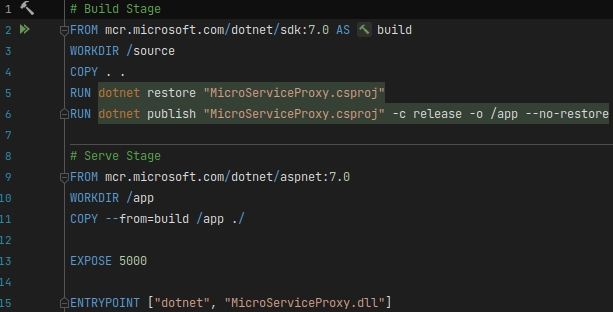 1 # Build Stage
2 FROM mcr.microsoft.com/dotnet/sdk:7.0 AS build
3 WORKDIR /source
4 COPY . .
5 RUN dotnet restore "MicroServiceProxy.csproj"
6 RUN dotnet publish "MicroServiceProxy.csproj" -c release -o /app --no-restore
7
8 # Serve Stage
9 FROM mcr.microsoft.com/dotnet/aspnet:7.0
10 WORKDIR /app
11 COPY --from=build /app ./
12
13 EXPOSE 5000
14
15 ENTRYPOINT ["dotnet", "MicroServiceProxy.dll"]